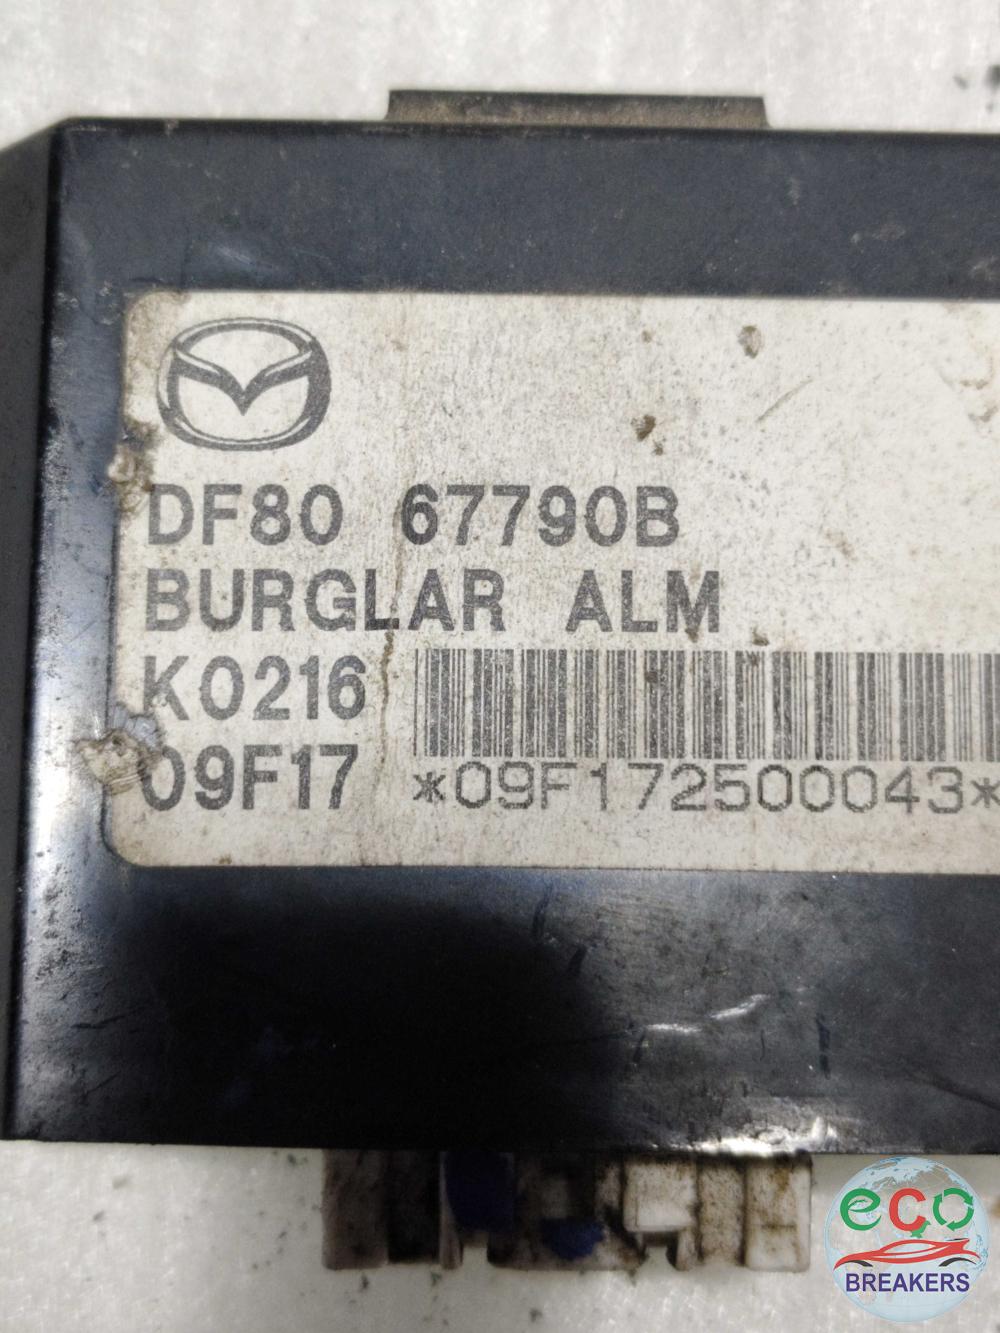 DF80 67790B
BURGLAR ALM
K0216
09F17 *09F172500043*
eco
BREAKERS